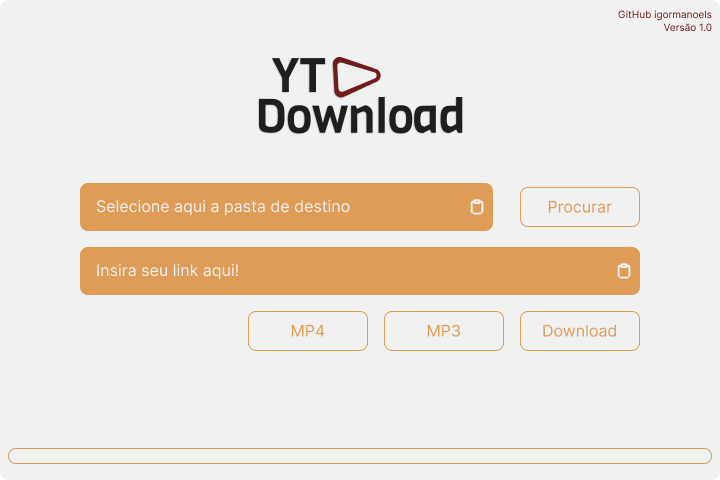 GitHub igormanoels
Versão 1.0
YT
Download
Selecione aqui a pasta de destino
Procurar
Insira seu link aqui!
MP4
MP3
Download